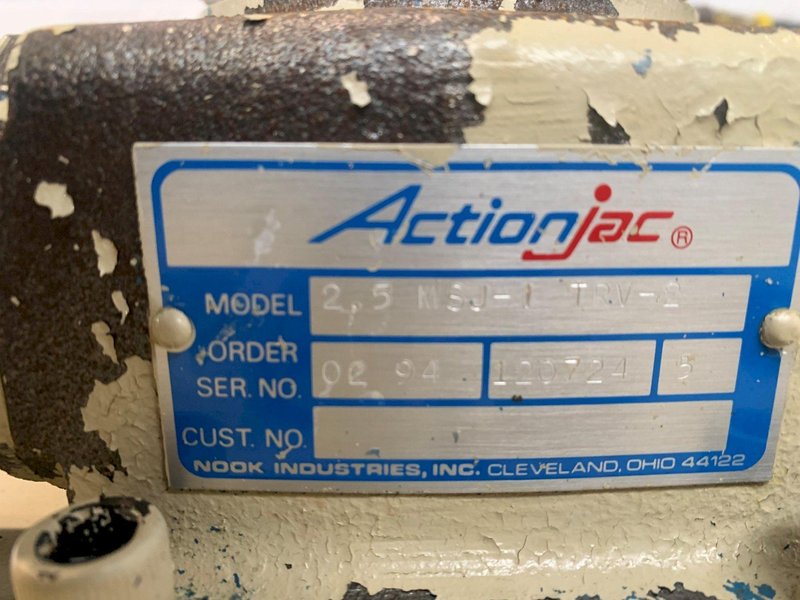 Actionjac®
MODEL 2.5 MSJ-1 TRV-2
ORDER
SER. NO. 02 94 120724 5
CUST. NO.
NOOK INDUSTRIES, INC. CLEVELAND, OHIO 44122